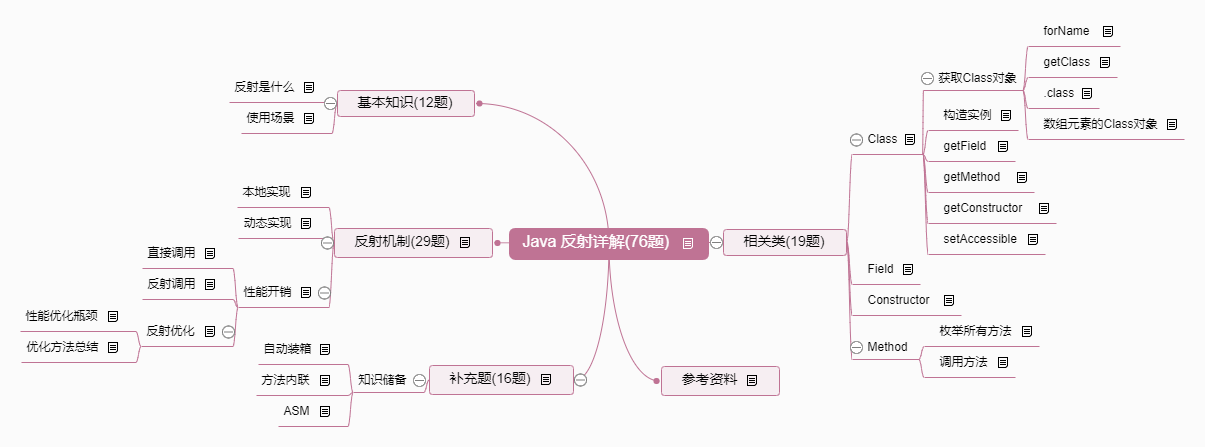 Java 反射详解(76题)
基本知识(12题)
反射是什么
使用场景
反射机制(29题)
本地实现
动态实现
性能开销
直接调用
反射调用
反射优化
性能优化瓶颈
优化方法总结
补充题(16题)
知识储备
自动装箱
方法内联
ASM
相关类(19题)
Class
获取Class对象
forName
getClass
.class
数组元素的Class对象
构造实例
getField
getMethod
getConstructor
setAccessible
Field
Constructor
Method
枚举所有方法
调用方法
参考资料